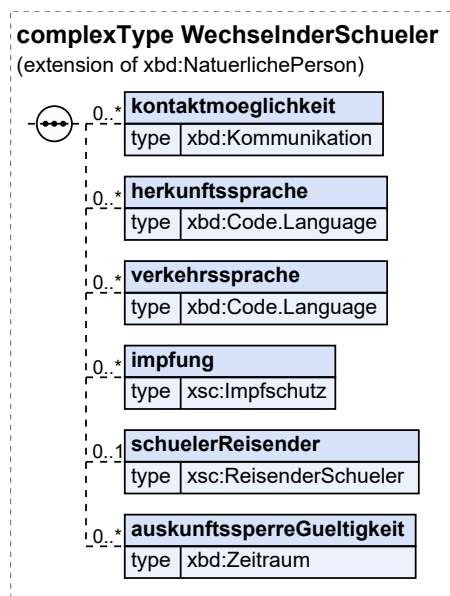 complexType WechselnderSchueler
(extension of xbd:NatuerlichePerson)
0..* kontaktmoeglichkeit
type xbd:Kommunikation
0..* herkunftssprache
type xbd:Code.Language
0..* verkehrssprache
type xbd:Code.Language
0..* impfung
type xsc:Impfschutz
0..1 schuelerReisender
type xsc:ReisenderSchueler
0..* auskunftssperreGueltigkeit
type xbd:Zeitraum